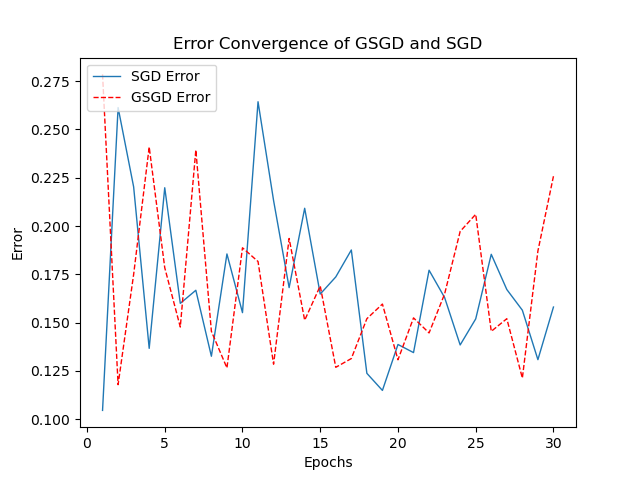 Error Convergence of GSGD and SGD
SGD Error
GSGD Error
0.275
0.250
0.225
0.200
0.175
0.150
0.125
0.100
Error
0 5 10 15 20 25 30
Epochs